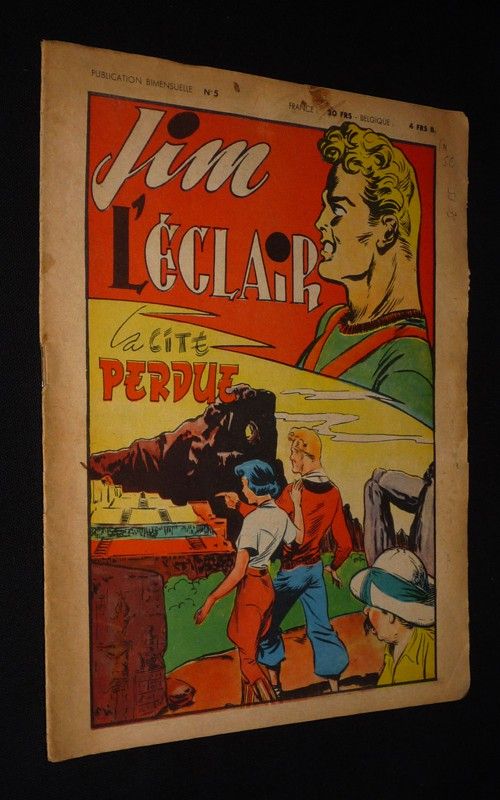 PUBLICATION BIMENSUELLE N°5 FRANCE : 30 FRS - BELGIQUE : 4 FRS B.
Jim
L'ÉCLAIR
la CITÉ
PERDUE